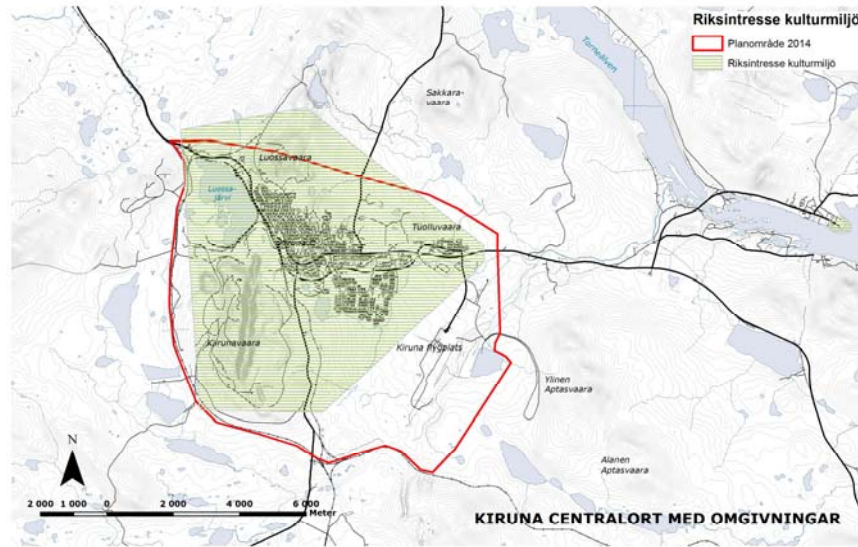 Riksintresse kulturmiljö
Planområde 2014
Riksintresse kulturmiljö
Torneälven
Sakkara-
vaara
Luossavaara
Luossa-
järvi
Tuolluvaara
Kiirunavaara
Kiruna flygplats
Ylinen
Aptasvaara
Alanen
Aptasvaara
N
2 000 1 000 0 2 000 4 000 6 000
Meter
KIRUNA CENTRALORT MED OMGIVNINGAR